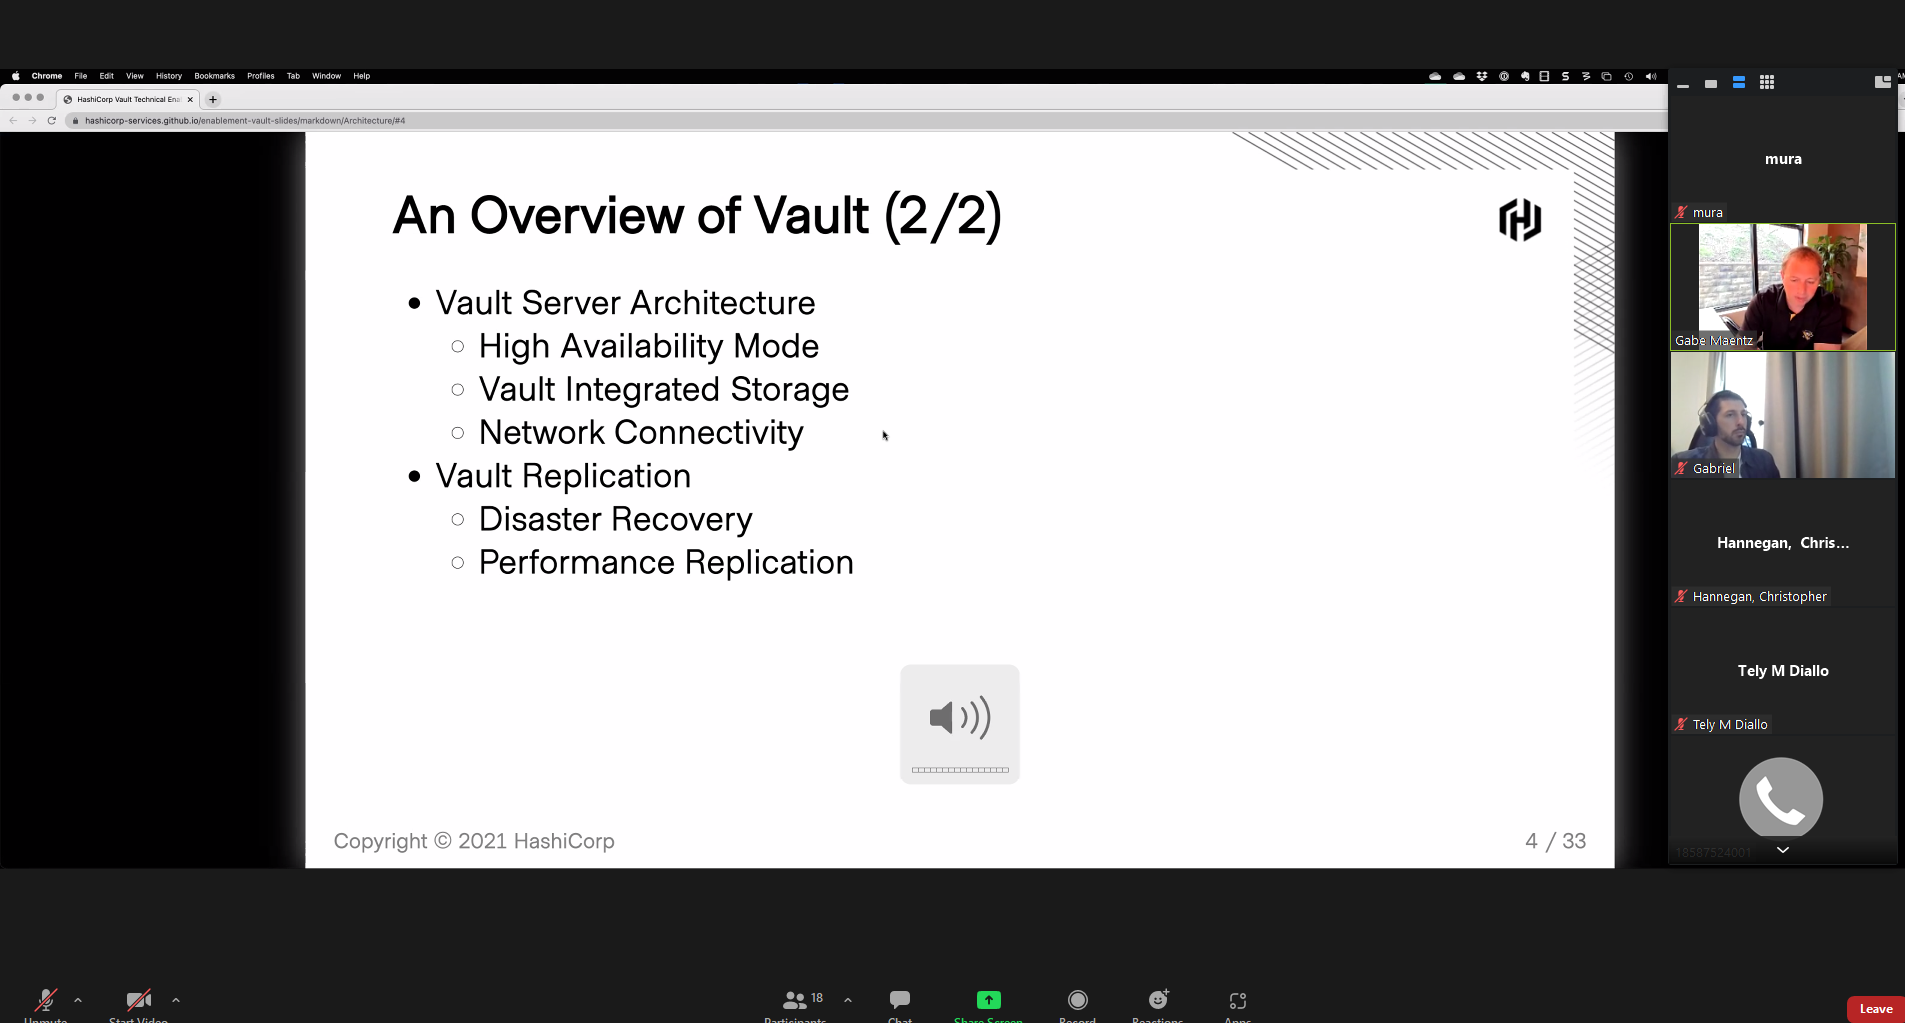 Chrome File Edit View History Bookmarks Profiles Tab Window Help
HashiCorp Vault Technical Ena
hashicorp-services.github.io/enablement-vault-slides/markdown/Architecture/#4
An Overview of Vault (2/2)
Vault Server Architecture
High Availability Mode
Vault Integrated Storage
Network Connectivity
Vault Replication
Disaster Recovery
Performance Replication
Copyright © 2021 HashiCorp
4 / 33
mura
mura
Gabe Maentz
Gabriel
Hannegan, Chris...
Hannegan, Christopher
Tely M Diallo
Tely M Diallo
18587524001
18
Unmute
Start Video
Participants
Chat
Share Screen
Record
Reactions
Apps
Leave